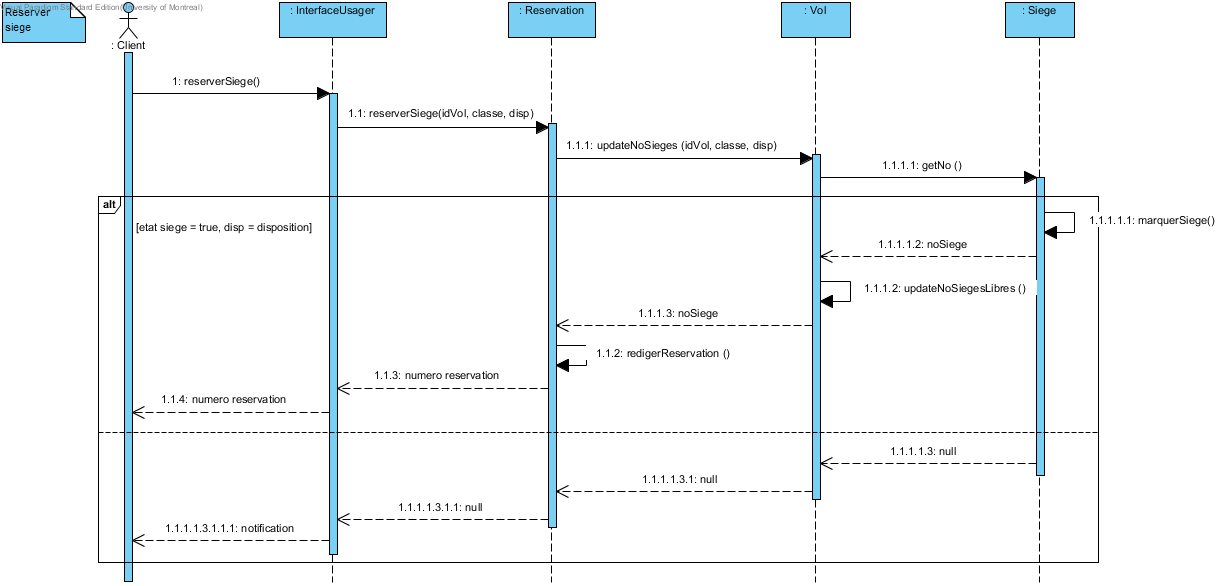 Visual Paradigm Standard Edition(University of Montreal)
Reserver
siege
: Client
: InterfaceUsager
: Reservation
: Vol
: Siege
1: reserverSiege()
1.1: reserverSiege(idVol, classe, disp)
1.1.1: updateNoSieges (idVol, classe, disp)
1.1.1.1: getNo ()
alt
[etat siege = true, disp = disposition]
1.1.1.1.1: marquerSiege()
1.1.1.1.2: noSiege
1.1.1.2: updateNoSiegesLibres ()
1.1.1.3: noSiege
1.1.2: redigerReservation ()
1.1.3: numero reservation
1.1.4: numero reservation
1.1.1.1.3: null
1.1.1.1.3.1: null
1.1.1.1.3.1.1: null
1.1.1.1.3.1.1.1: notification